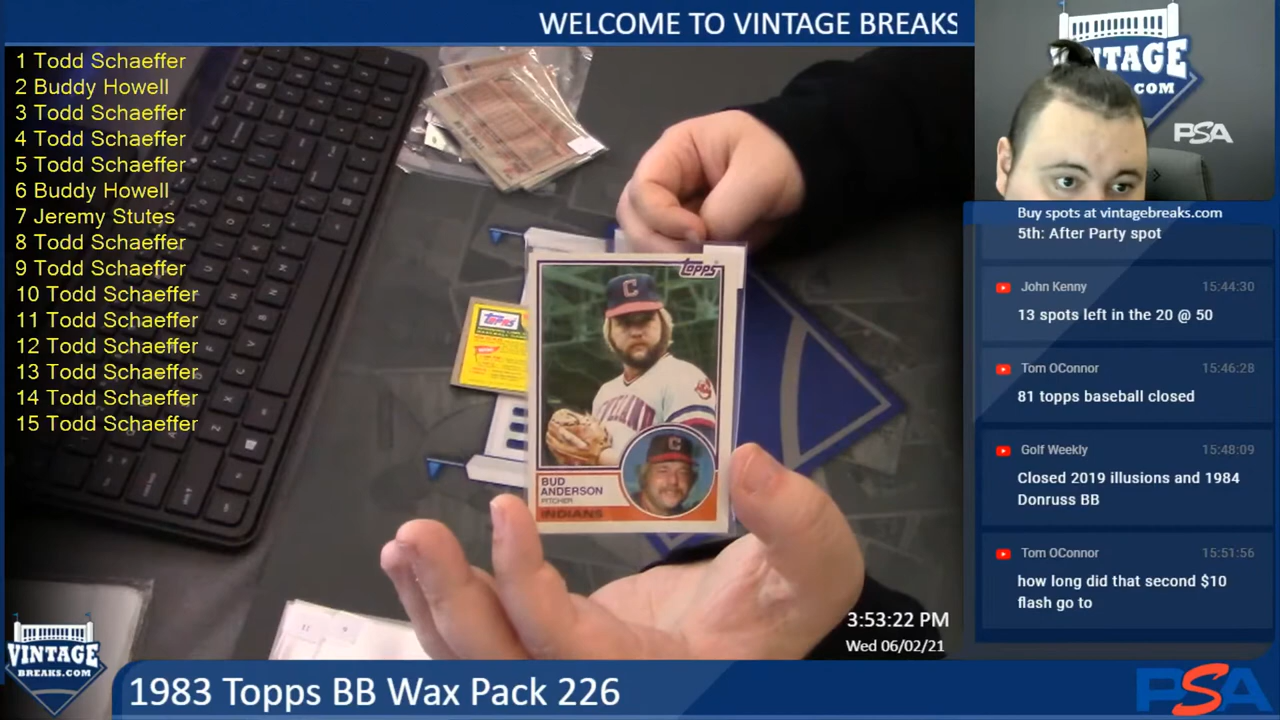 WELCOME TO VINTAGE BREAKS
1 Todd Schaeffer
2 Buddy Howell
3 Todd Schaeffer
4 Todd Schaeffer
5 Todd Schaeffer
6 Buddy Howell
7 Jeremy Stutes
8 Todd Schaeffer
9 Todd Schaeffer
10 Todd Schaeffer
11 Todd Schaeffer
12 Todd Schaeffer
13 Todd Schaeffer
14 Todd Schaeffer
15 Todd Schaeffer
TOPPS
C
CLEVELAND
C
BUD
ANDERSON
PITCHER
INDIANS
TOPPS
PSA
Buy spots at vintagebreaks.com
5th: After Party spot
John Kenny 15:44:30
13 spots left in the 20 @ 50
Tom OConnor 15:46:28
81 topps baseball closed
Golf Weekly 15:48:09
Closed 2019 illusions and 1984
Donruss BB
Tom OConnor 15:51:56
how long did that second $10
flash go to
3:53:22 PM
Wed 06/02/21
VINTAGE
BREAKS.COM
1983 Topps BB Wax Pack 226
PSA